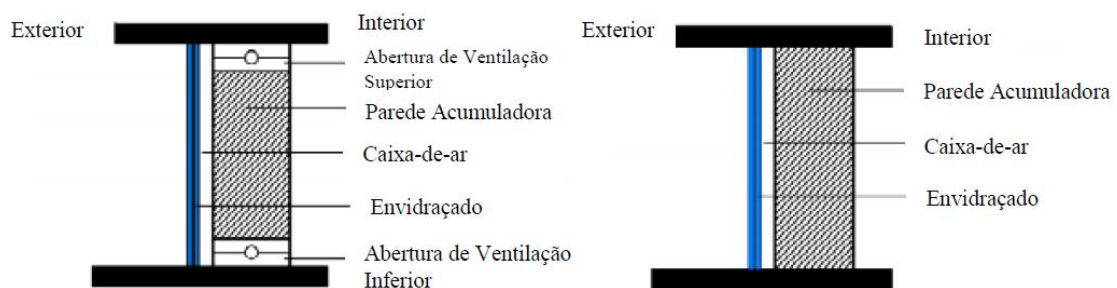 Exterior
Interior
Abertura de Ventilação
Superior
Parede Acumuladora
Caixa-de-ar
Envidraçado
Abertura de Ventilação
Inferior
Exterior
Interior
Parede Acumuladora
Caixa-de-ar
Envidraçado